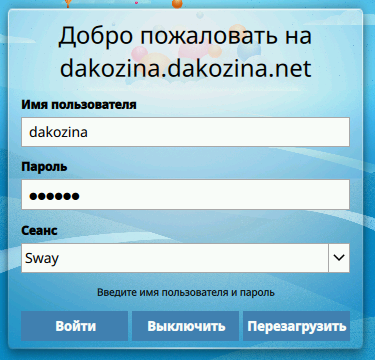 Добро пожаловать на
dakozina.dakozina.net
Имя пользователя
dakozina
Пароль
●●●●●●
Сеанс
Sway
Введите имя пользователя и пароль
Войти Выключить Перезагрузить